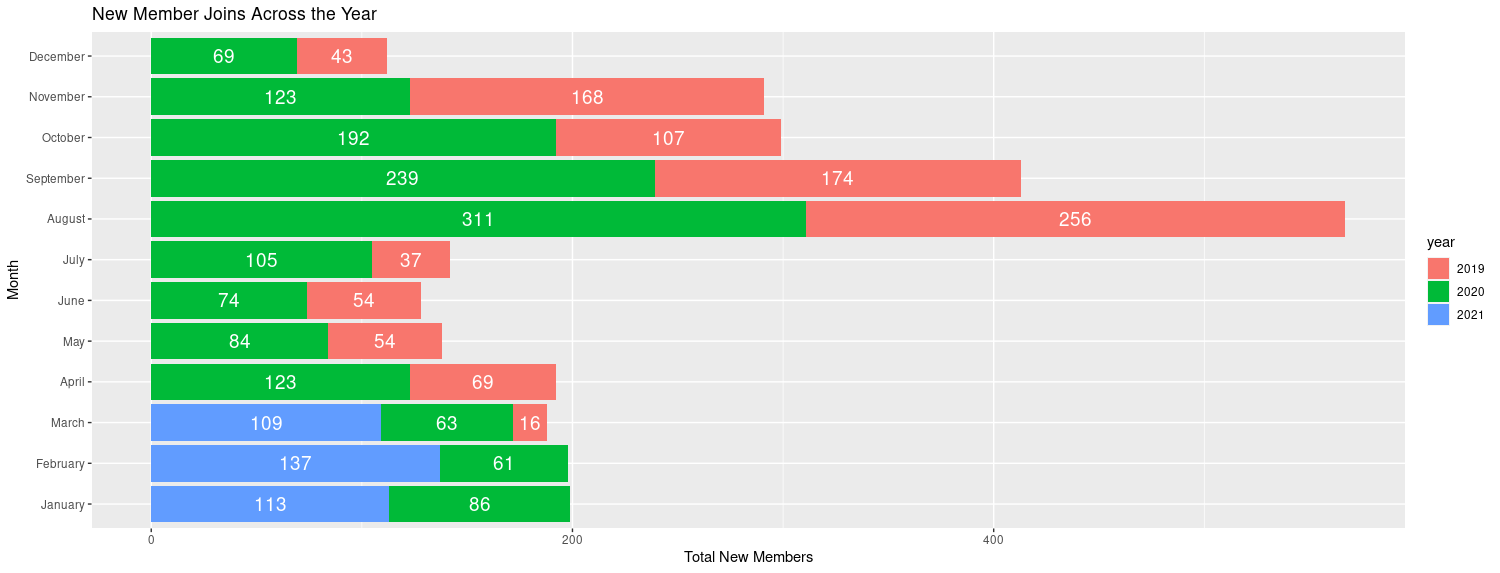 New Member Joins Across the Year
December 69 43
November 123 168
October 192 107
September 239 174
August 311 256
July 105 37
June 74 54
May 84 54
April 123 69
March 109 63 16
February 137 61
January 113 86
0 200 400
Total New Members
Month
year
2019
2020
2021